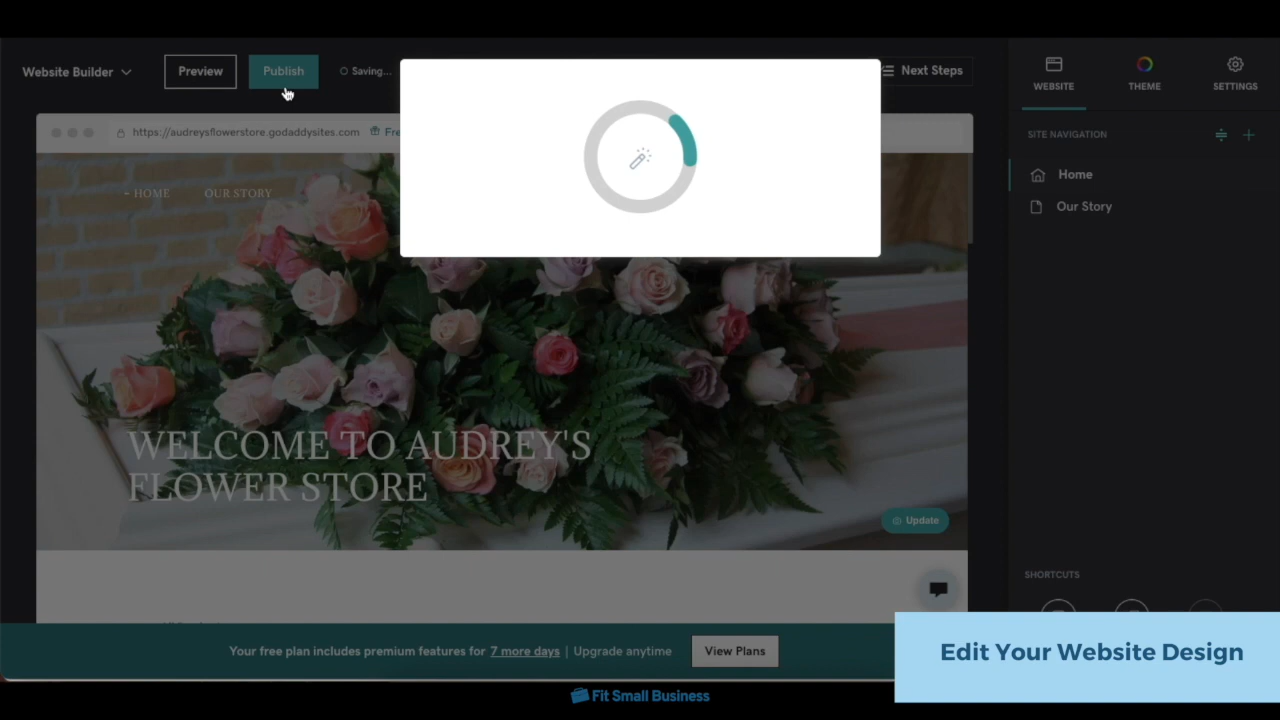 Website Builder
Preview
Publish
Saving...
Next Steps
WEBSITE
THEME
SETTINGS
https://audreysflowerstore.godaddysites.com
Fre
SITE NAVIGATION
Home
Our Story
- HOME
OUR STORY
WELCOME TO AUDREY'S
FLOWER STORE
Update
SHORTCUTS
Your free plan includes premium features for 7 more days | Upgrade anytime
View Plans
Edit Your Website Design
Fit Small Business